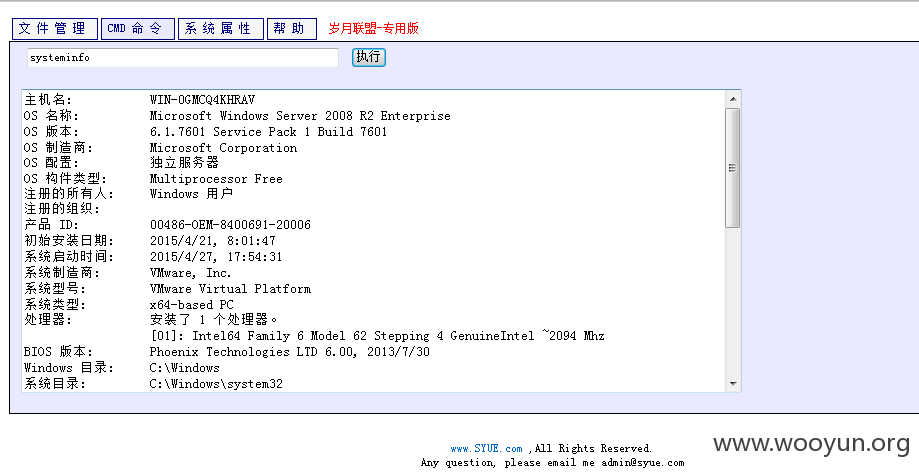 文件管理 CMD命令 系统属性 帮助 岁月联盟-专用版
systeminfo 执行
主机名: WIN-0GMCQ4KHRAV
OS 名称: Microsoft Windows Server 2008 R2 Enterprise
OS 版本: 6.1.7601 Service Pack 1 Build 7601
OS 制造商: Microsoft Corporation
OS 配置: 独立服务器
OS 构件类型: Multiprocessor Free
注册的所有人: Windows 用户
注册的组织:
产品 ID: 00486-OEM-8400691-20006
初始安装日期: 2015/4/21, 8:01:47
系统启动时间: 2015/4/27, 17:54:31
系统制造商: VMware, Inc.
系统型号: VMware Virtual Platform
系统类型: x64-based PC
处理器: 安装了 1 个处理器。
[01]: Intel64 Family 6 Model 62 Stepping 4 GenuineIntel ~2094 Mhz
BIOS 版本: Phoenix Technologies LTD 6.00, 2013/7/30
Windows 目录: C:\Windows
系统目录: C:\Windows\system32
www.SYUE.com ,All Rights Reserved.
Any question, please email me admin@syue.com
www.wooyun.org